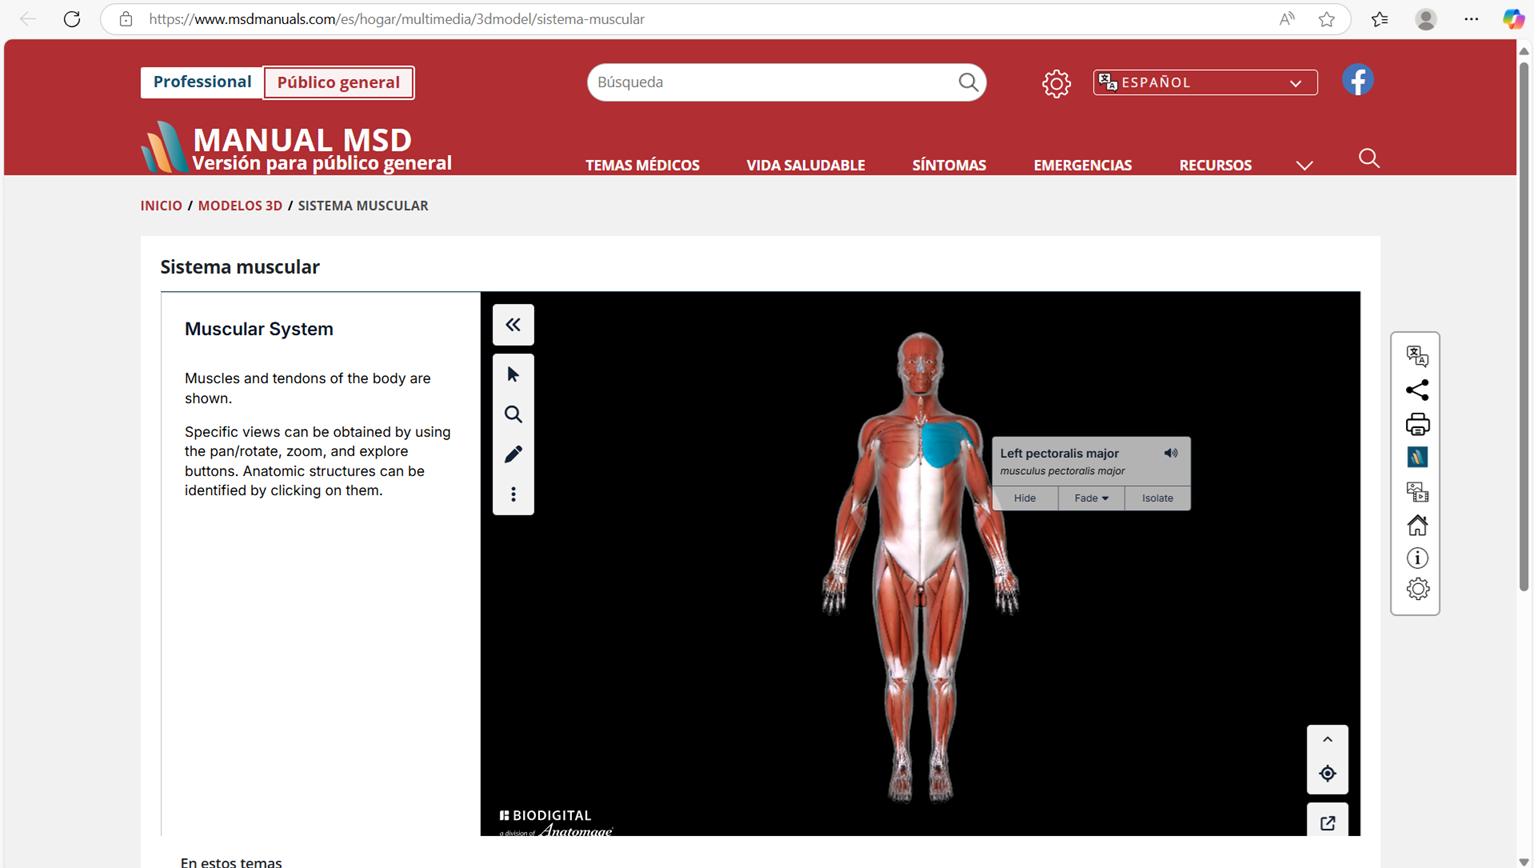 https://www.msdmanuals.com/es/hogar/multimedia/3dmodel/sistema-muscular
Professional
Público general
Búsqueda
ESPAÑOL
MANUAL MSD
Versión para público general
TEMAS MÉDICOS
VIDA SALUDABLE
SÍNTOMAS
EMERGENCIAS
RECURSOS
INICIO / MODELOS 3D / SISTEMA MUSCULAR
Sistema muscular
Muscular System
Muscles and tendons of the body are
shown.
Specific views can be obtained by using
the pan/rotate, zoom, and explore
buttons. Anatomic structures can be
identified by clicking on them.
Left pectoralis major
musculus pectoralis major
Hide
Fade
Isolate
BIODIGITAL
a division of Anatomage
En estos temas